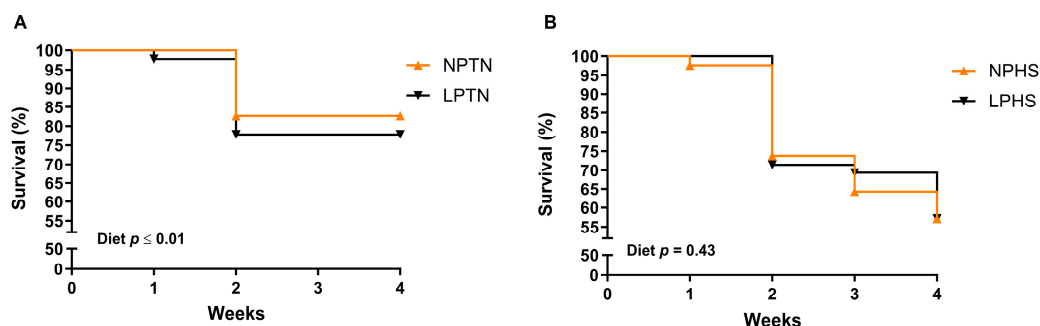 A
Survival (%)
100
95
90
85
80
75
70
65
60
55
50
0
0 1 2 3 4
Weeks
NPTN
LPTN
Diet p ≤ 0.01
B
Survival (%)
100
95
90
85
80
75
70
65
60
55
50
0
0 1 2 3 4
Weeks
NPHS
LPHS
Diet p = 0.43